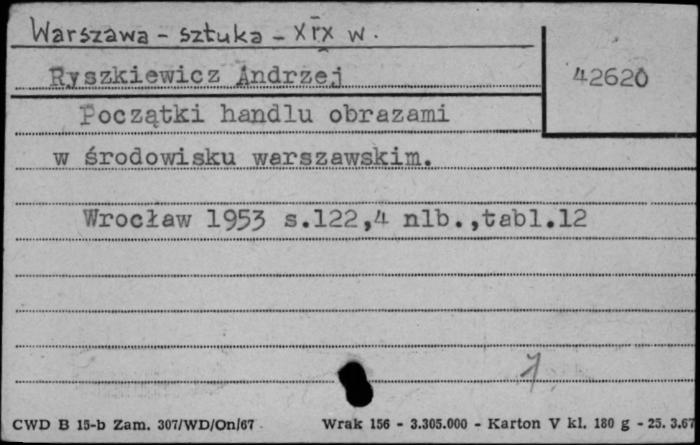 Warszawa - sztuka - XIX w.
Ryszkiewicz Andrzej
42620
Początki handlu obrazami
w środowisku warszawskim.
Wrocław 1953 s.122,4 nlb.,tabl.12
1
CWD B 15-b Zam. 307/WD/On/67 Wrak 156 - 3.305.000 - Karton V kl. 180 g - 25. 3.67